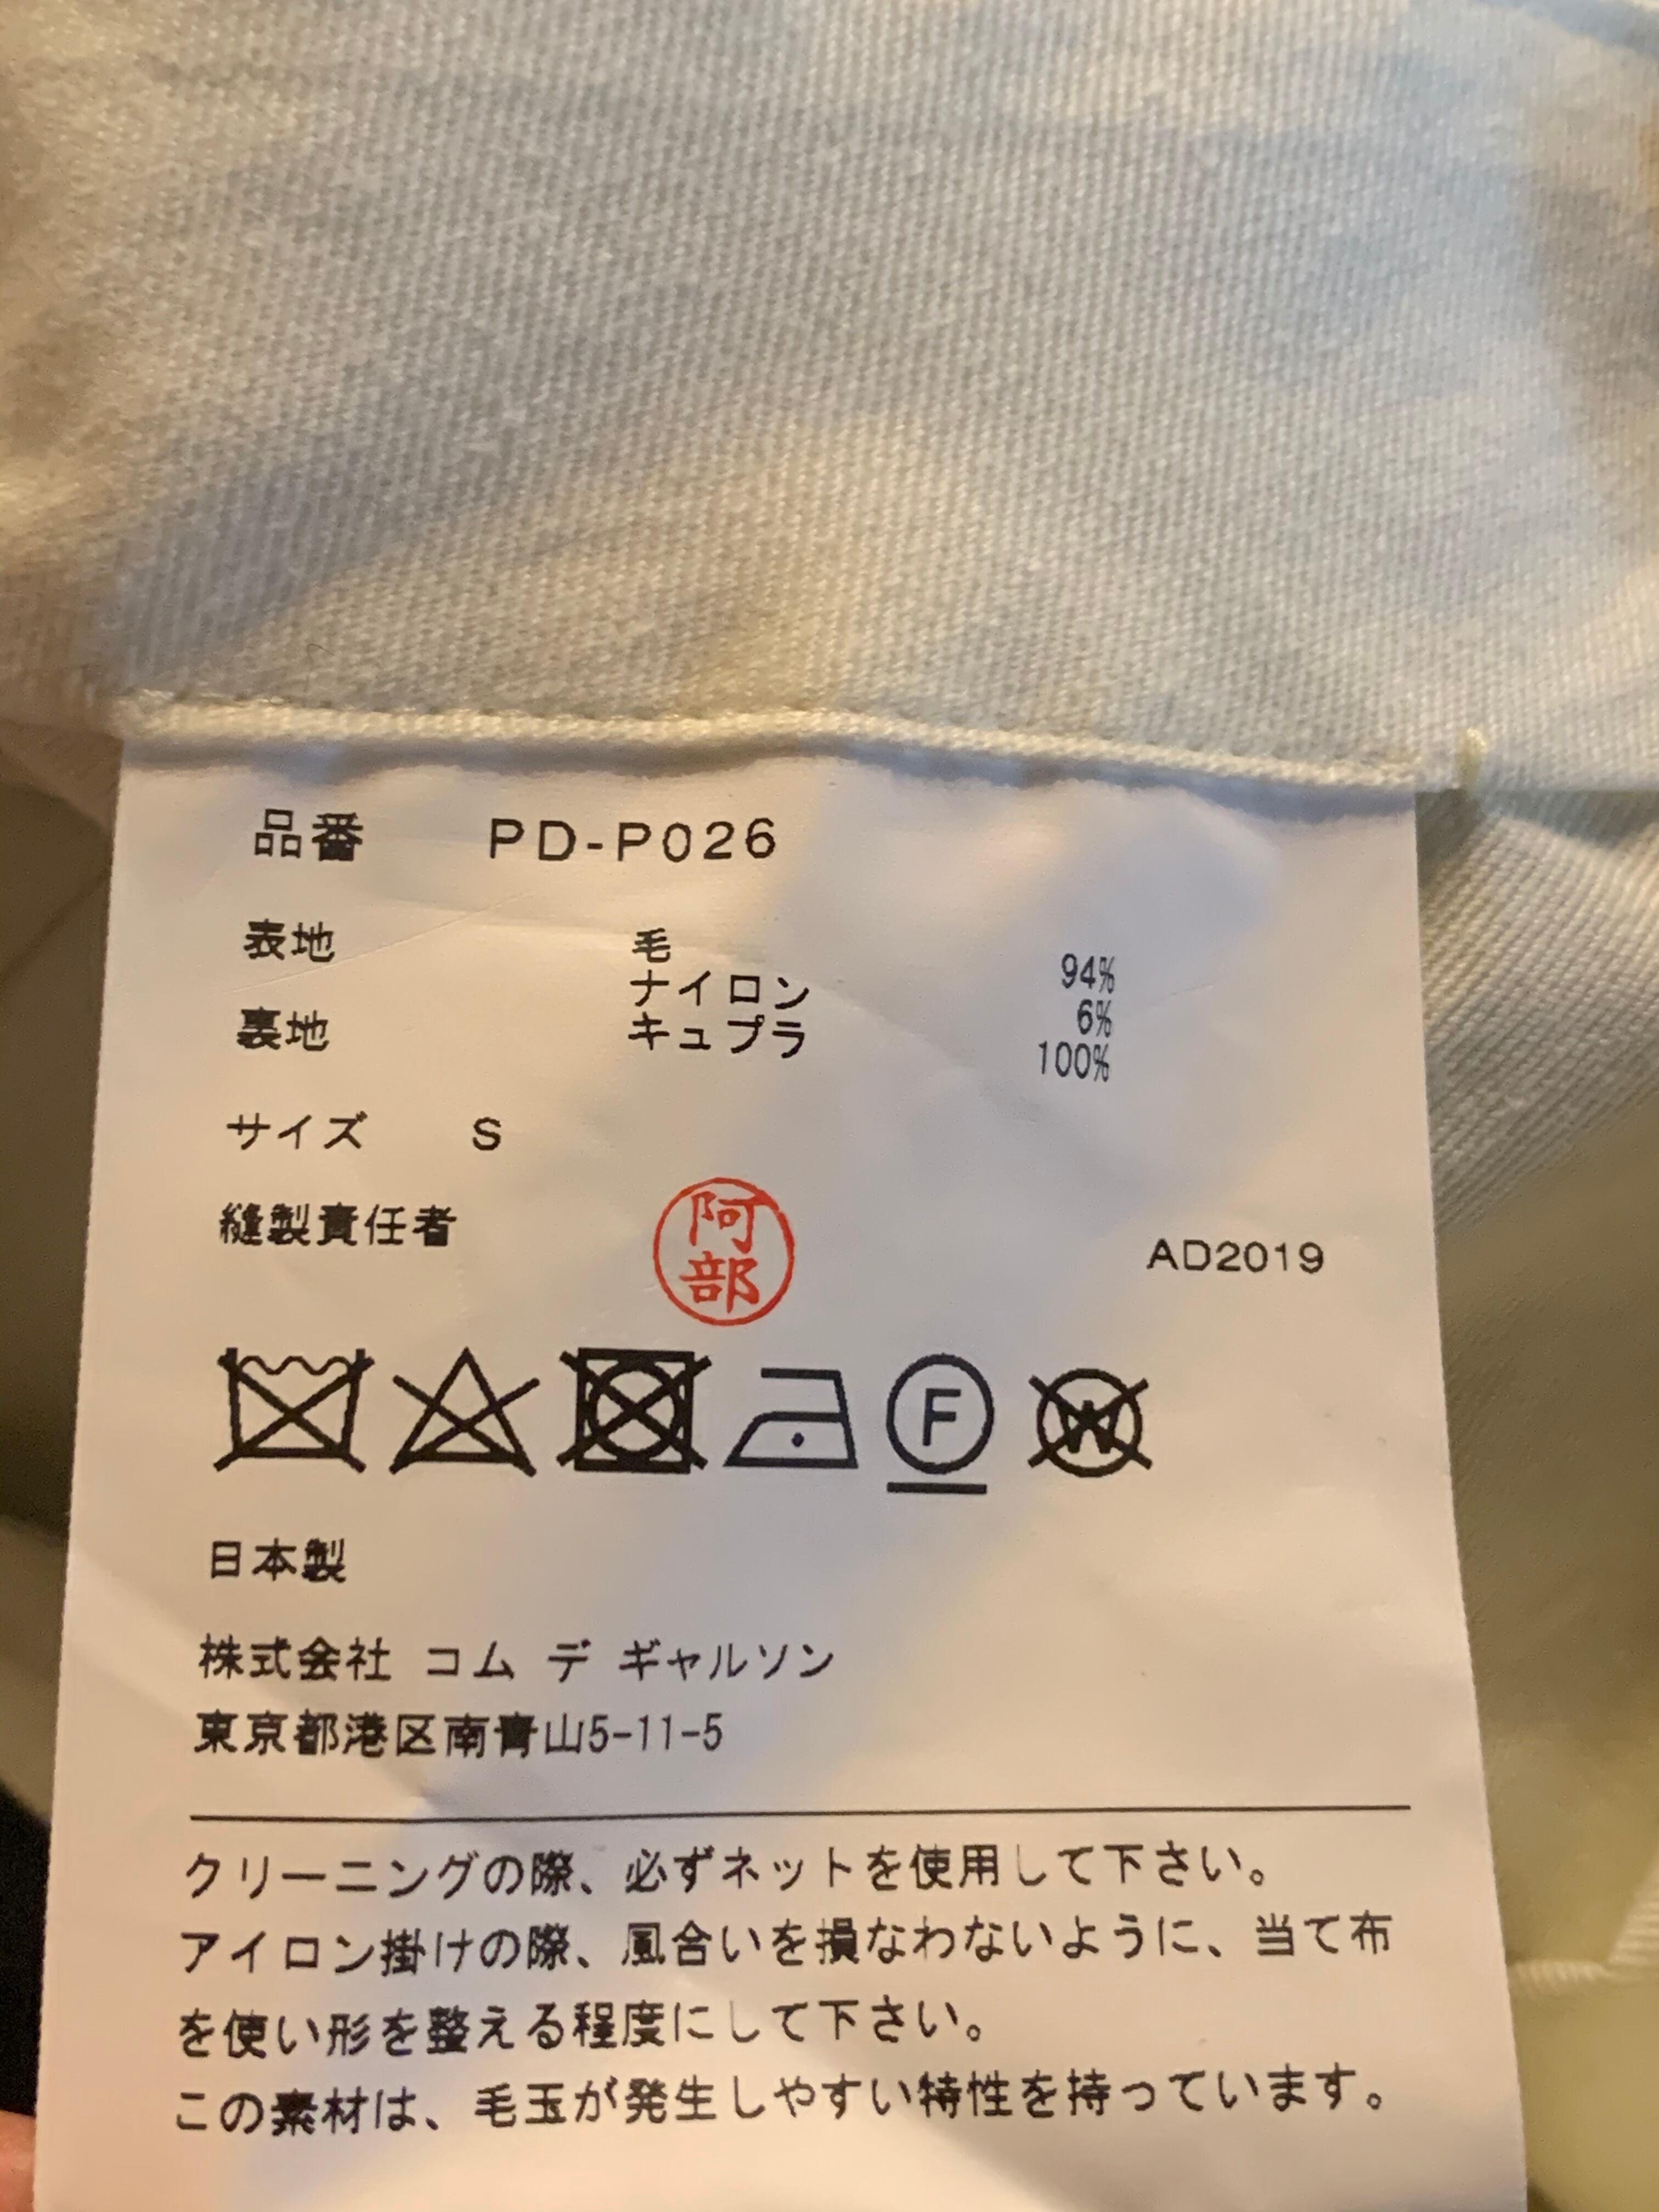 品番 PD-P026
表地 毛 94%
ナイロン 6%
裏地 キュプラ 100%
サイズ S
縫製責任者 阿部 AD2019
F W
日本製
株式会社 コム デ ギャルソン
東京都港区南青山5-11-5
クリーニングの際、必ずネットを使用して下さい。
アイロン掛けの際、風合いを損なわないように、当て布
を使い形を整える程度にして下さい。
この素材は、毛玉が発生しやすい特性を持っています。